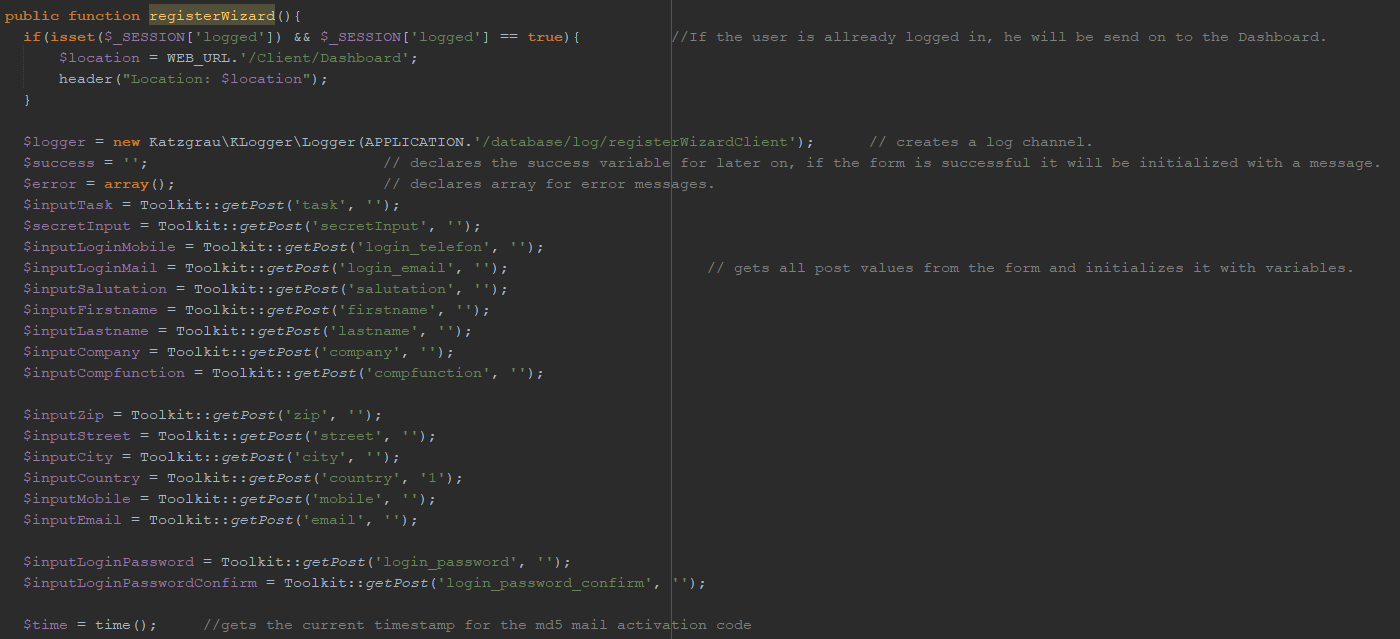 public function registerWizard(){
if(isset($_SESSION['logged']) && $_SESSION['logged'] == true){ //If the user is allready logged in, he will be send on to the Dashboard.
$location = WEB_URL.'/Client/Dashboard';
header("Location: $location");
}
$logger = new Katzgrau\KLogger\Logger(APPLICATION.'/database/log/registerWizardClient'); // creates a log channel.
$success = ''; // declares the success variable for later on, if the form is successful it will be initialized with a message.
$error = array(); // declares array for error messages.
$inputTask = Toolkit::getPost('task', '');
$secretInput = Toolkit::getPost('secretInput', '');
$inputLoginMobile = Toolkit::getPost('login_telefon', '');
$inputLoginMail = Toolkit::getPost('login_email', ''); // gets all post values from the form and initializes it with variables.
$inputSalutation = Toolkit::getPost('salutation', '');
$inputFirstname = Toolkit::getPost('firstname', '');
$inputLastname = Toolkit::getPost('lastname', '');
$inputCompany = Toolkit::getPost('company', '');
$inputCompfunction = Toolkit::getPost('compfunction', '');
$inputZip = Toolkit::getPost('zip', '');
$inputStreet = Toolkit::getPost('street', '');
$inputCity = Toolkit::getPost('city', '');
$inputCountry = Toolkit::getPost('country', '1');
$inputMobile = Toolkit::getPost('mobile', '');
$inputEmail = Toolkit::getPost('email', '');
$inputLoginPassword = Toolkit::getPost('login_password', '');
$inputLoginPasswordConfirm = Toolkit::getPost('login_password_confirm', '');
$time = time(); //gets the current timestamp for the md5 mail activation code